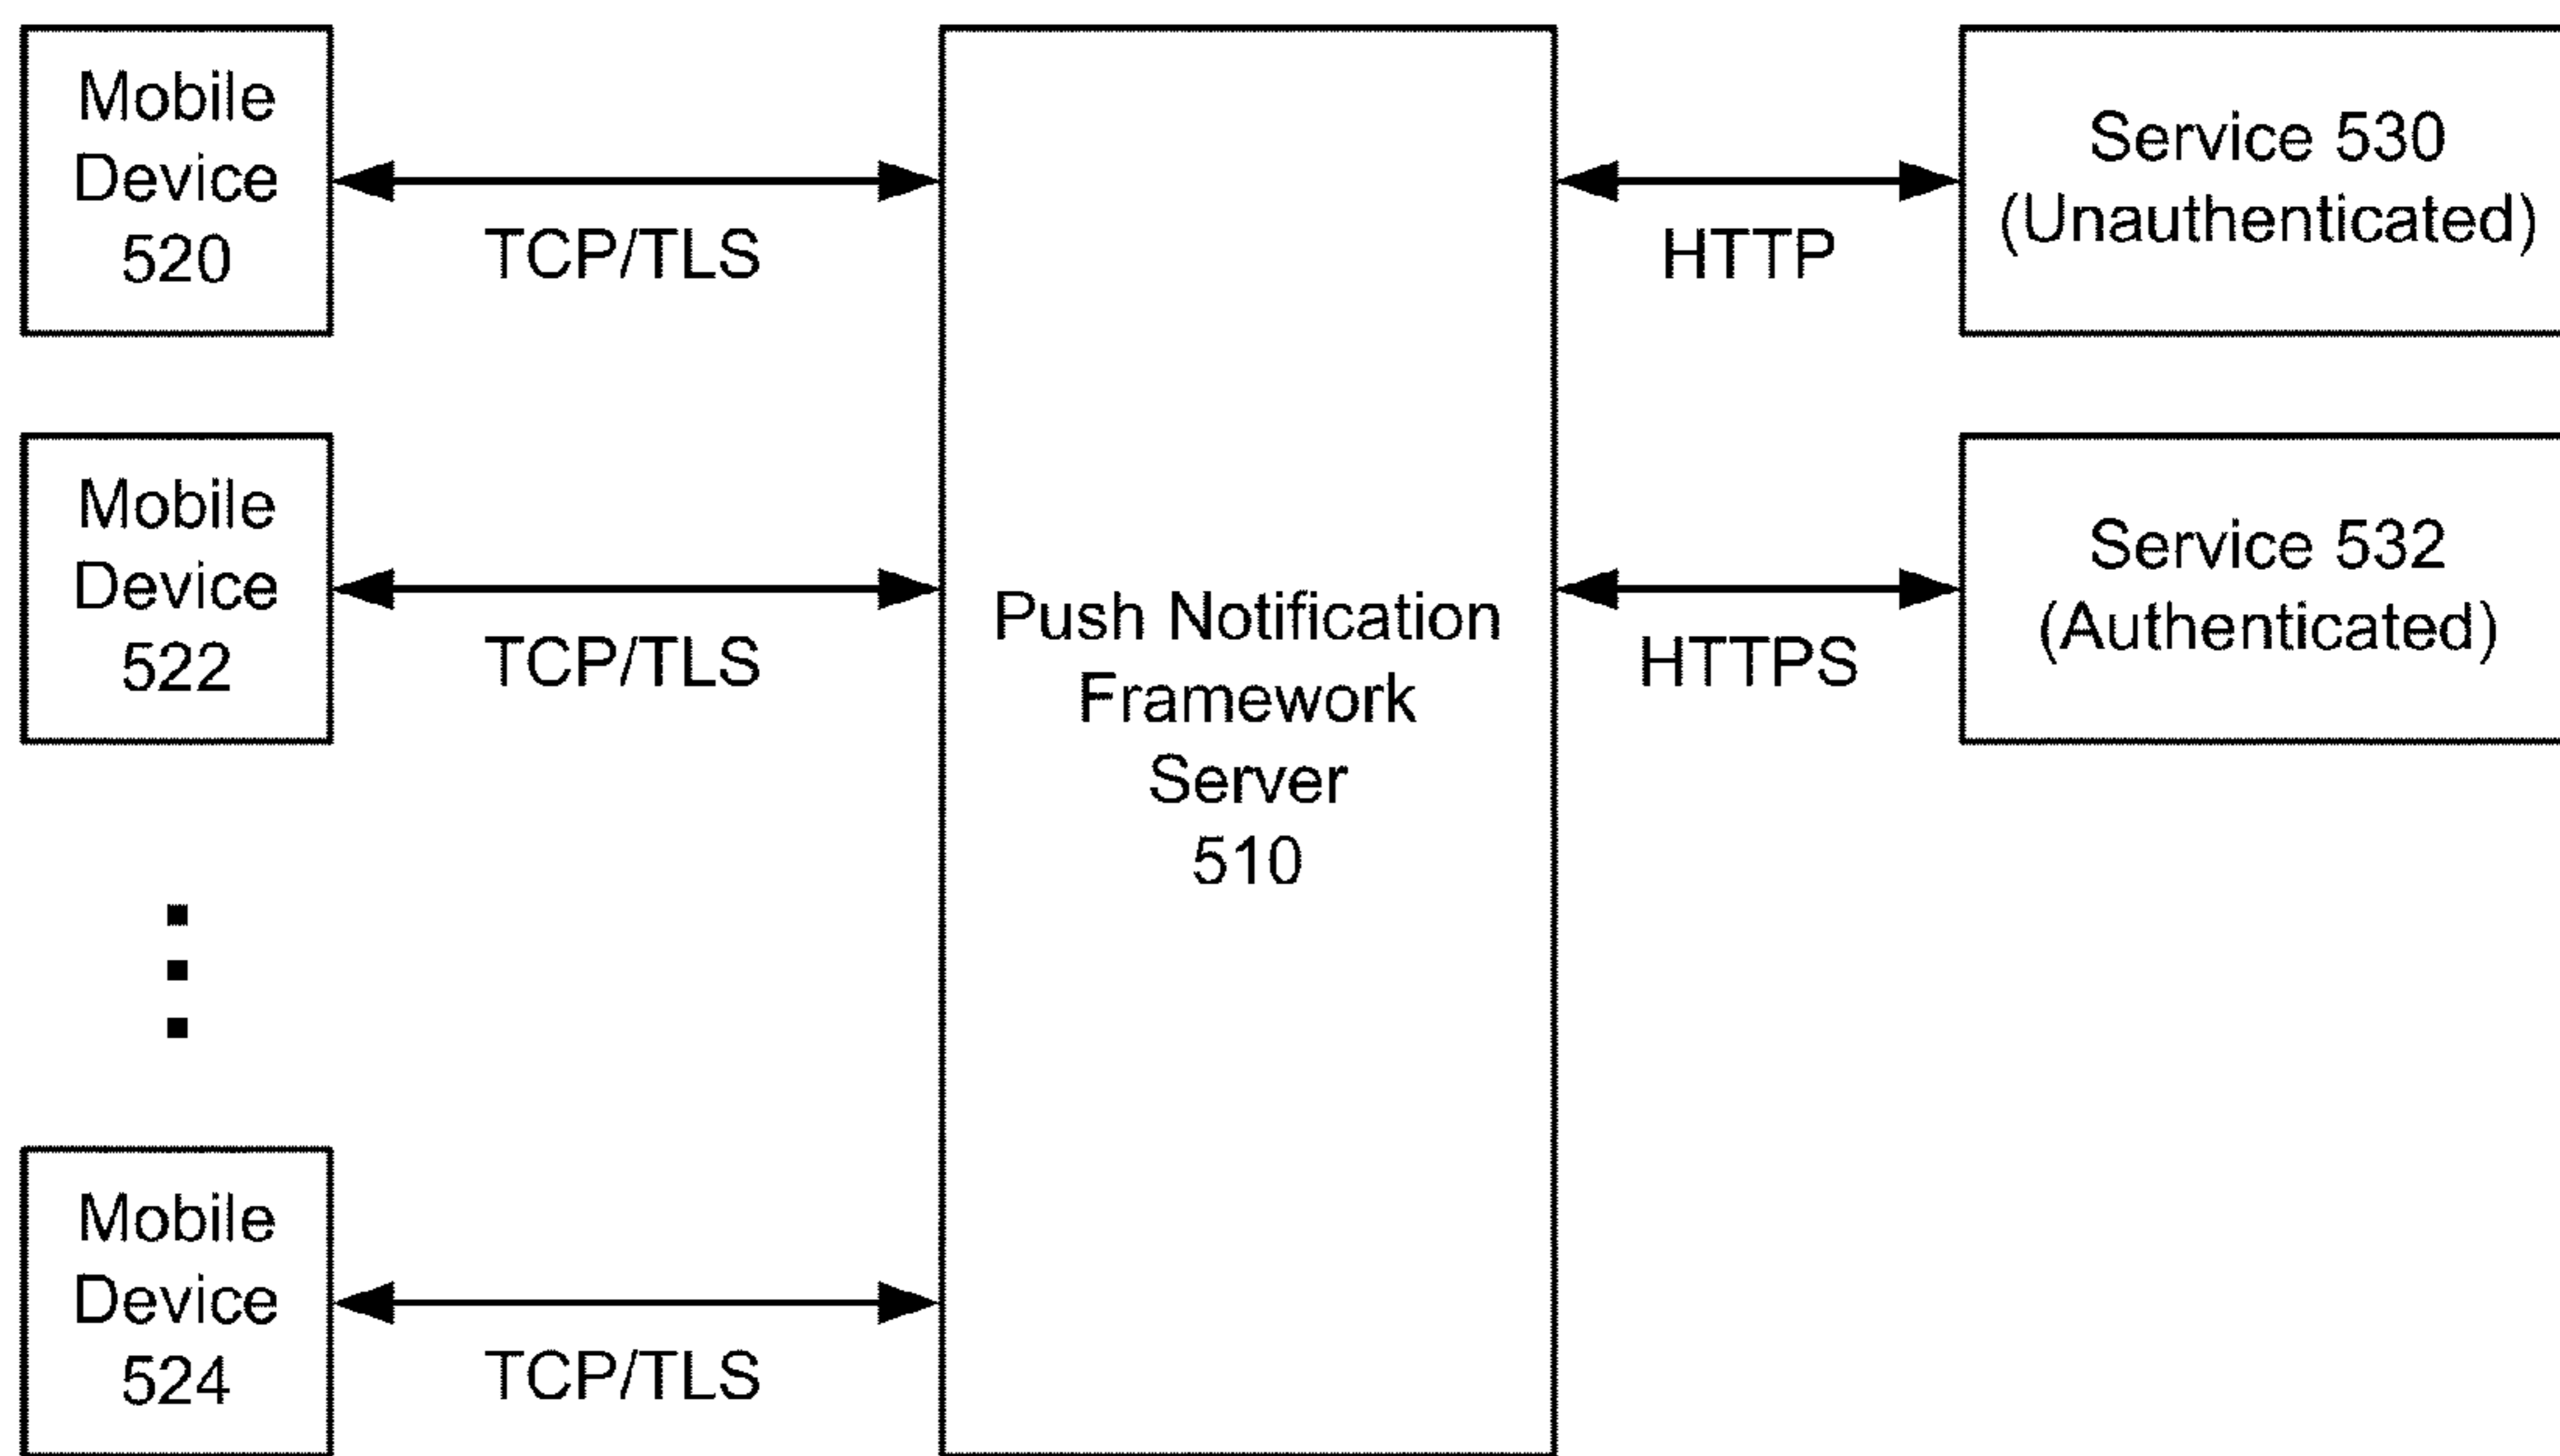 Mobile
Device
520
TCP/TLS
Mobile
Device
522
TCP/TLS
Mobile
Device
524
TCP/TLS
Push Notification
Framework
Server
510
HTTP
Service 530
(Unauthenticated)
HTTPS
Service 532
(Authenticated)